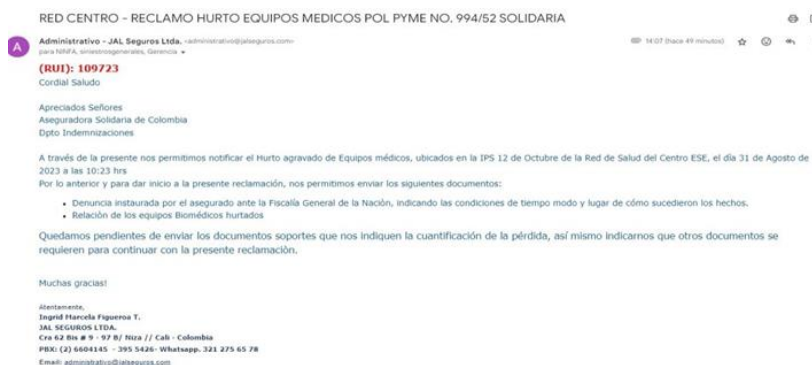 RED CENTRO - RECLAMO HURTO EQUIPOS MEDICOS POL PYME NO. 994/52 SOLIDARIA
A
Administrativo - JAL Seguros Ltda. <administrativo@jalseguros.com>
14:07 (hace 49 minutos)
para NINFA, siniestrosgenerales, Gerencia
(RUI): 109723
Cordial Saludo
Apreciados Señores
Aseguradora Solidaria de Colombia
Dpto Indemnizaciones
A través de la presente nos permitimos notificar el Hurto agravado de Equipos médicos, ubicados en la IPS 12 de Octubre de la Red de Salud del Centro ESE, el día 31 de Agosto de
2023 a las 10:23 hrs
Por lo anterior y para dar inicio a la presente reclamación, nos permitimos enviar los siguientes documentos:
• Denuncia instaurada por el asegurado ante la Fiscalía General de la Nación, indicando las condiciones de tiempo modo y lugar de cómo sucedieron los hechos.
• Relación de los equipos Biomédicos hurtados
Quedamos pendientes de enviar los documentos soportes que nos indiquen la cuantificación de la pérdida, así mismo indicarnos que otros documentos se
requieren para continuar con la presente reclamaciòn.
Muchas gracias!
Atentamente,
Ingrid Marcela Figueroa T.
JAL SEGUROS LTDA.
Cra 62 Bis # 9 - 97 B/ Niza // Cali - Colombia
PBX: (2) 6604145 - 395 5426- Whatsapp. 321 275 65 78
Email: administrativo@jalseguros.com